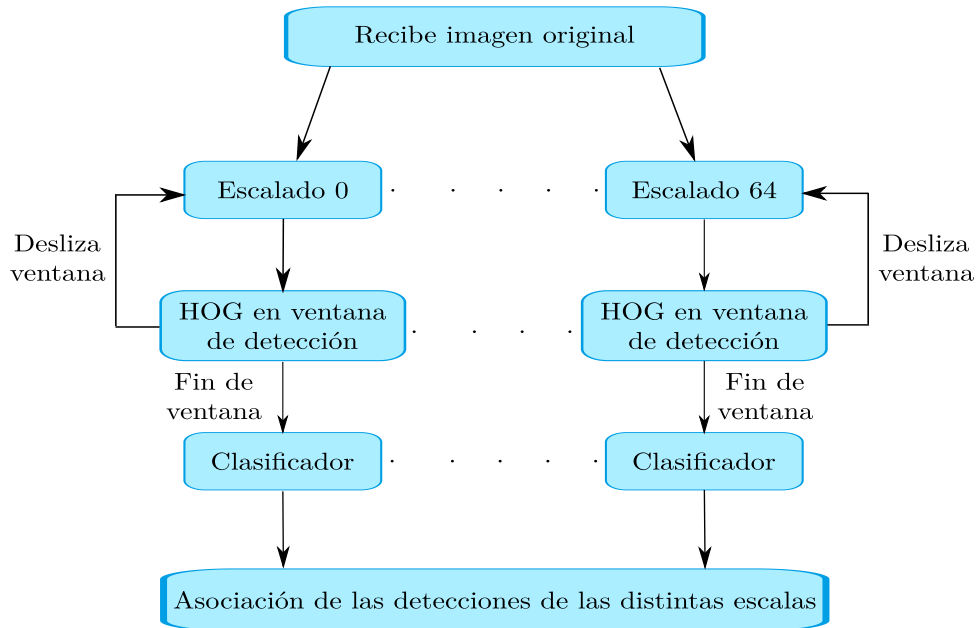 Recibe imagen original
Escalado 0
Escalado 64
Desliza
ventana
Desliza
ventana
HOG en ventana
de detección
HOG en ventana
de detección
Fin de
ventana
Fin de
ventana
Clasificador
Clasificador
Asociación de las detecciones de las distintas escalas